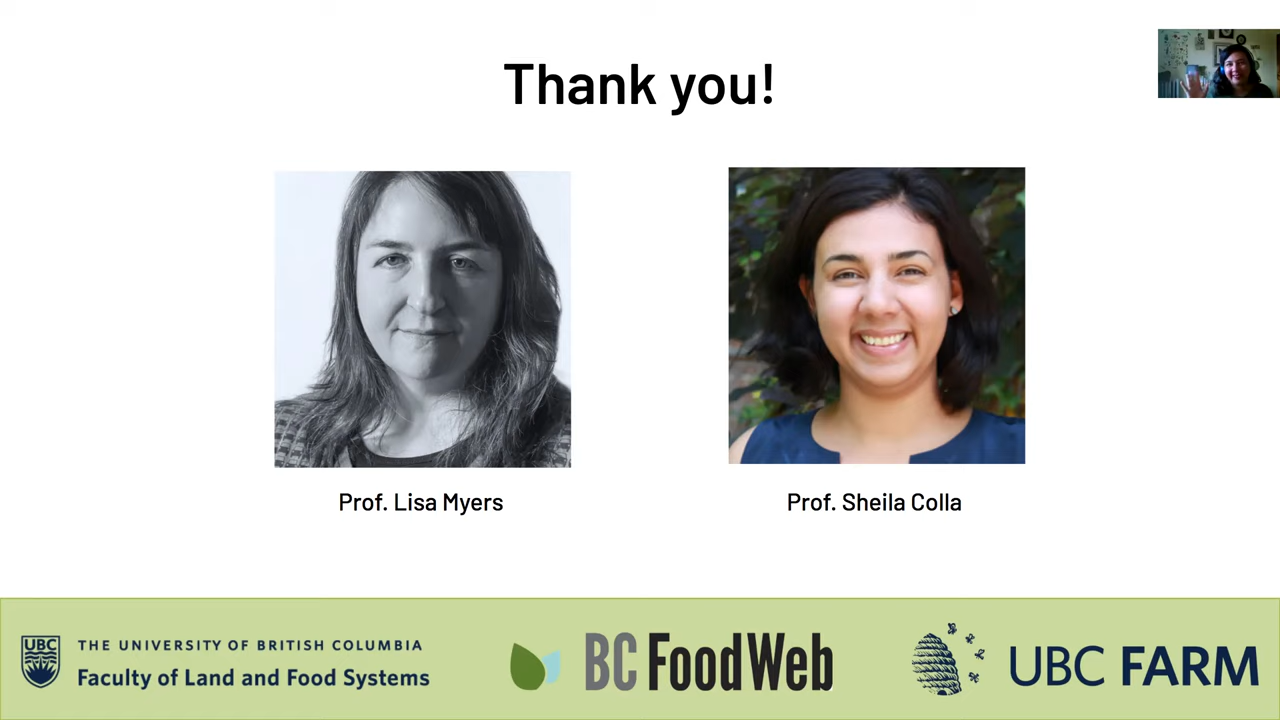 Thank you!
Prof. Lisa Myers
Prof. Sheila Colla
UBC
THE UNIVERSITY OF BRITISH COLUMBIA
Faculty of Land and Food Systems
BC FoodWeb
UBC FARM